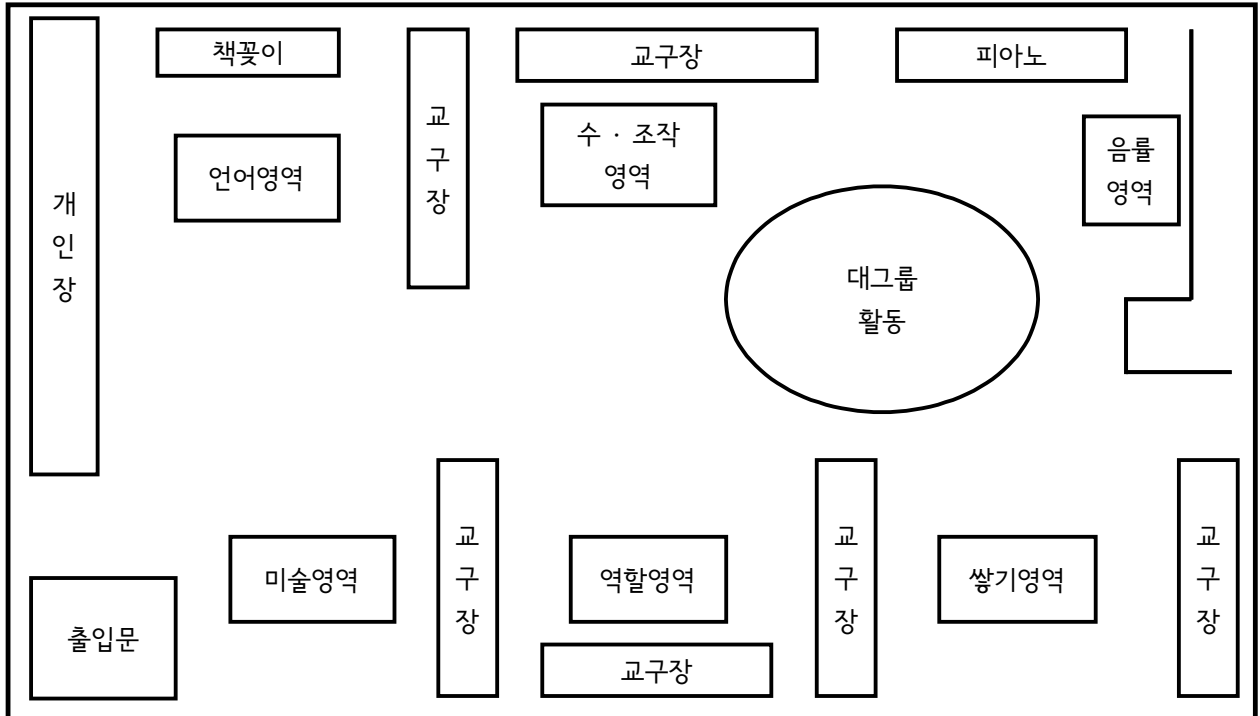 책꽂이
교구장
피아노
교
구
장
수 · 조작
영역
음률
영역
언어영역
개
인
장
대그룹
활동
교
구
장
교
구
장
교
구
장
미술영역
역할영역
쌓기영역
출입문
교구장